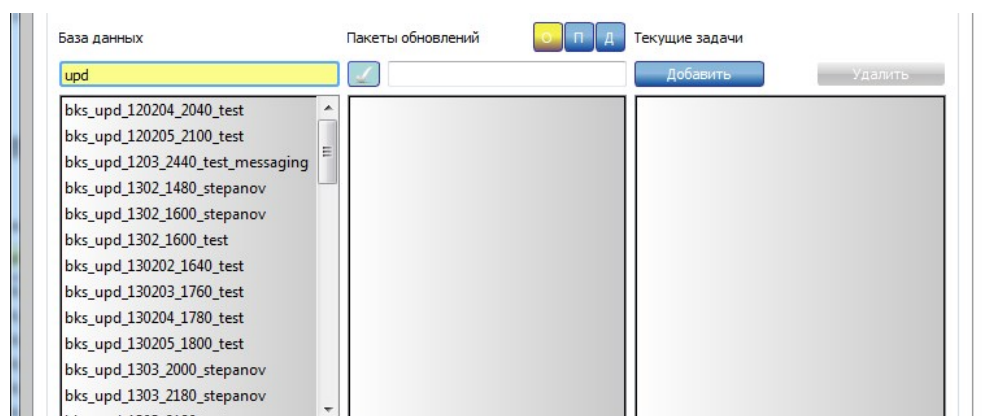 База данных
Пакеты обновлений
О П Д
Текущие задачи
upd
Добавить
Удалить
bks_upd_120204_2040_test
bks_upd_120205_2100_test
bks_upd_1203_2440_test_messaging
bks_upd_1302_1480_stepanov
bks_upd_1302_1600_stepanov
bks_upd_1302_1600_test
bks_upd_130202_1640_test
bks_upd_130203_1760_test
bks_upd_130204_1780_test
bks_upd_130205_1800_test
bks_upd_1303_2000_stepanov
bks_upd_1303_2180_stepanov